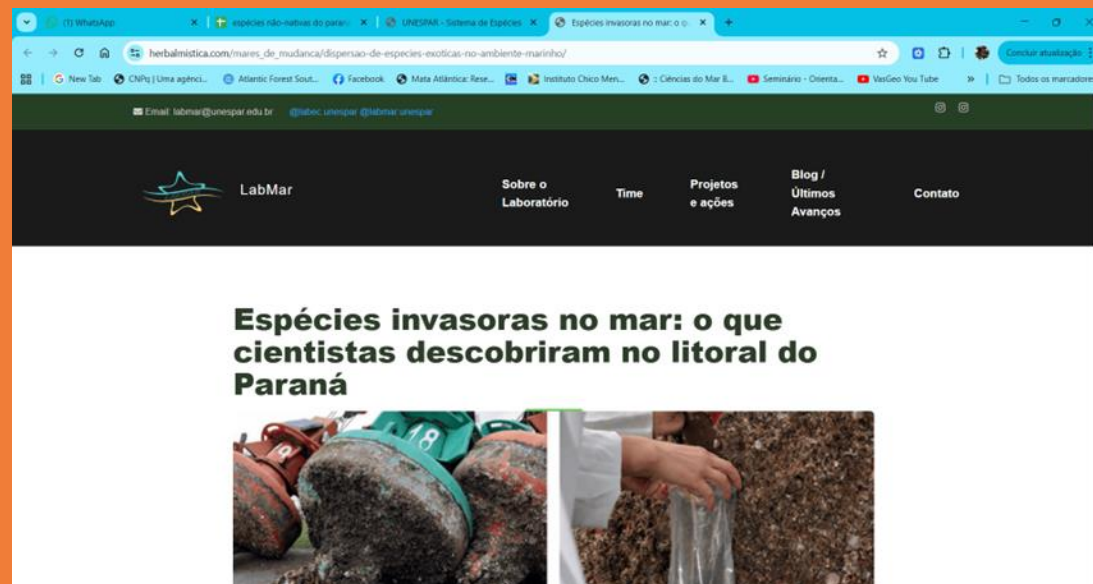 (1) WhatsApp
espécies não-nativas do paraná
UNESPAR - Sistema de Espécies
Espécies invasoras no mar: o q
herbalmistica.com/mares_de_mudanca/dispersao-de-especies-exoticas-no-ambiente-marinho/
Concluir atualização
New Tab
CNPq | Uma agênci...
Atlantic Forest Sout...
Facebook
Mata Atlântica: Rese...
Instituto Chico Men...
:: Ciências do Mar B...
Seminário - Orienta...
VasGeo You Tube
»
Todos os marcadores
Email: labmar@unespar.edu.br @labec.unespar @labmar.unespar
LabMar
Sobre o
Laboratório
Time
Projetos
e ações
Blog /
Últimos
Avanços
Contato
Espécies invasoras no mar: o que
cientistas descobriram no litoral do
Paraná
18
9